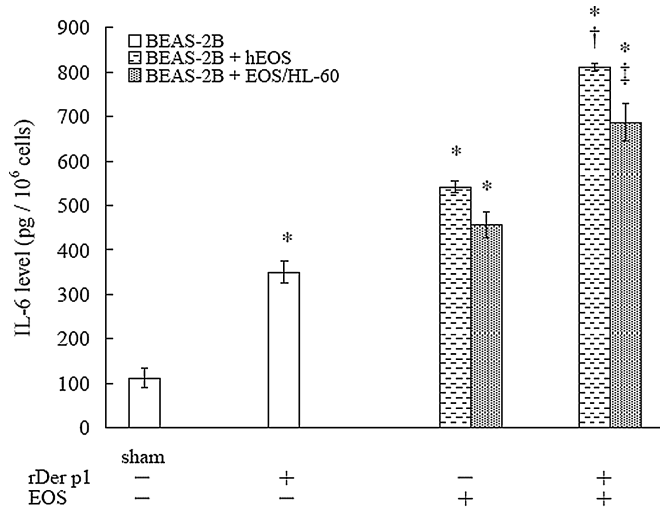 900
800
700
600
500
400
300
200
100
0
IL-6 level (pg / 10⁶ cells)
BEAS-2B
BEAS-2B + hEOS
BEAS-2B + EOS/HL-60
*
*
*
*
†
*
‡
sham
rDer p1 − + − +
EOS − − + +